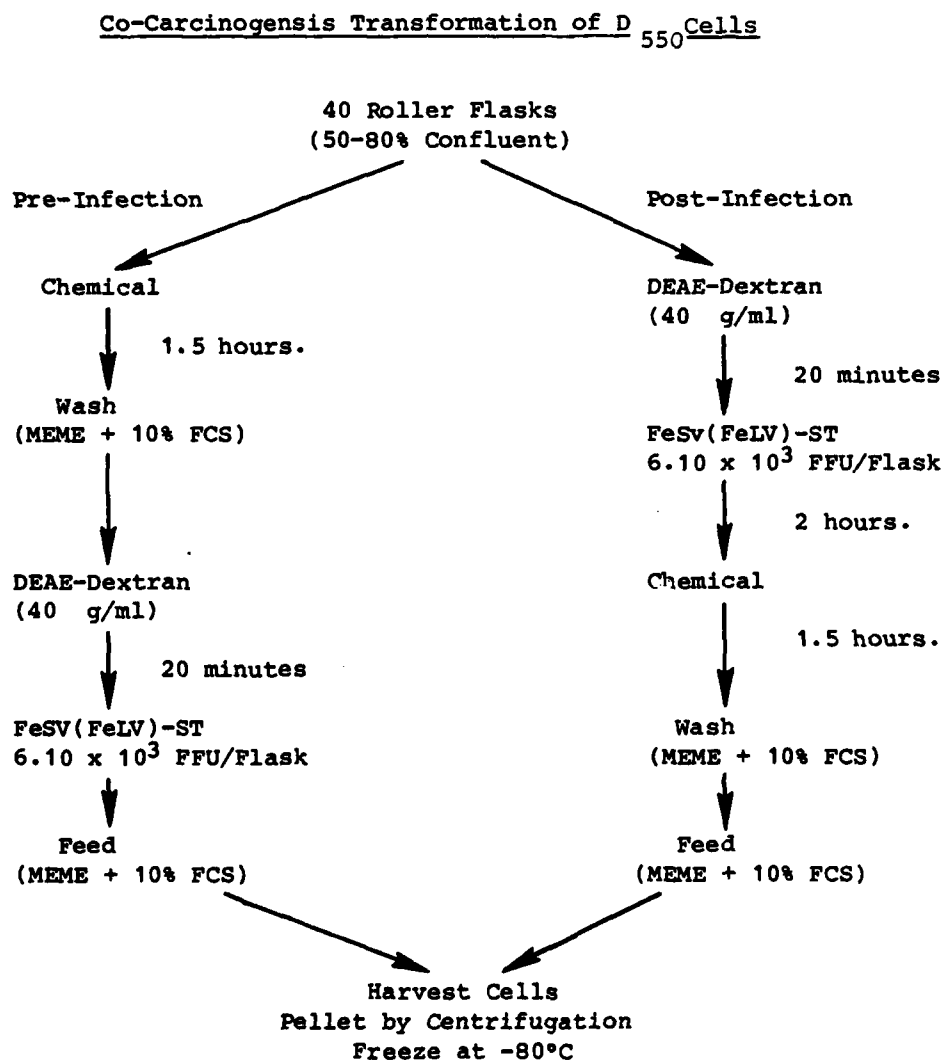 Co-Carcinogensis Transformation of D 550 Cells
40 Roller Flasks
(50-80% Confluent)
Pre-Infection
Chemical
1.5 hours.
Wash
(MEME + 10% FCS)
DEAE-Dextran
(40 g/ml)
20 minutes
FeSV(FeLV)-ST
6.10 x 10³ FFU/Flask
Feed
(MEME + 10% FCS)
Post-Infection
DEAE-Dextran
(40 g/ml)
20 minutes
FeSv(FeLV)-ST
6.10 x 10³ FFU/Flask
2 hours.
Chemical
1.5 hours.
Wash
(MEME + 10% FCS)
Feed
(MEME + 10% FCS)
Harvest Cells
Pellet by Centrifugation
Freeze at -80°C